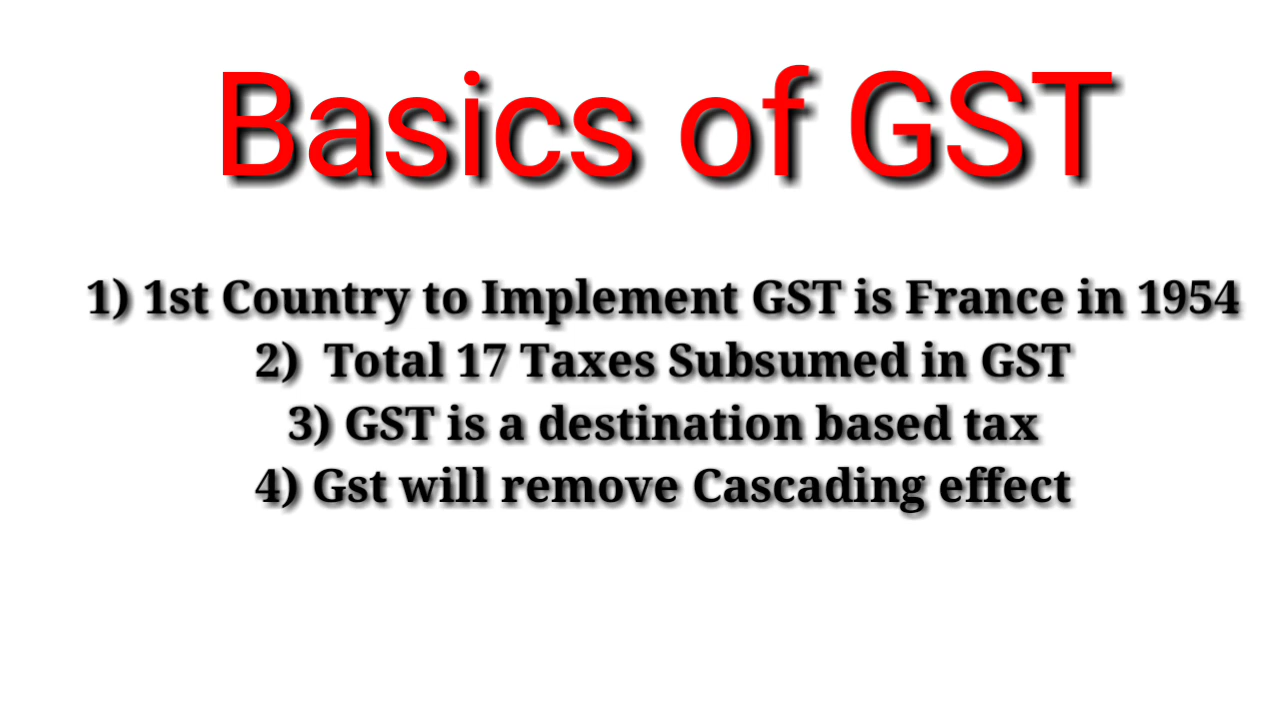 Basics of GST
1) 1st Country to Implement GST is France in 1954
2) Total 17 Taxes Subsumed in GST
3) GST is a destination based tax
4) Gst will remove Cascading effect